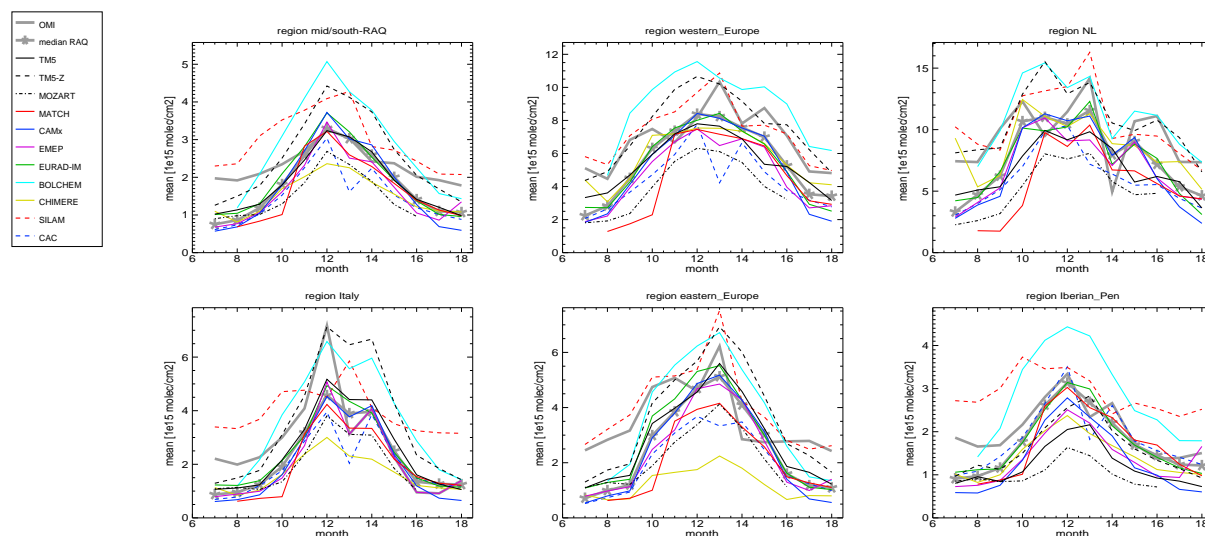 OMI
median RAQ
TM5
TM5-Z
MOZART
MATCH
CAMx
EMEP
EURAD-IM
BOLCHEM
CHIMERE
SILAM
CAC
region mid/south-RAQ
mean [1e15 molec/cm2]
5
4
3
2
1
0
6 8 10 12 14 16 18
month
region western_Europe
mean [1e15 molec/cm2]
12
10
8
6
4
2
0
6 8 10 12 14 16 18
month
region NL
mean [1e15 molec/cm2]
15
10
5
0
6 8 10 12 14 16 18
month
region Italy
mean [1e15 molec/cm2]
6
4
2
0
6 8 10 12 14 16 18
month
region eastern_Europe
mean [1e15 molec/cm2]
6
4
2
0
6 8 10 12 14 16 18
month
region Iberian_Pen
mean [1e15 molec/cm2]
4
3
2
1
0
6 8 10 12 14 16 18
month